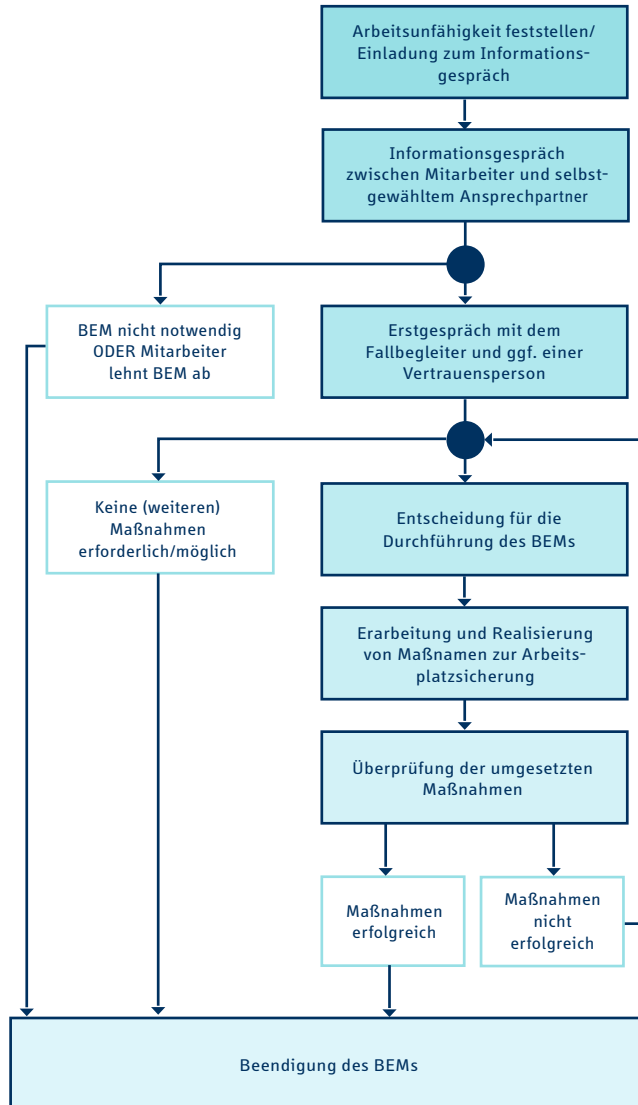 Arbeitsunfähigkeit feststellen/
Einladung zum Informations-
gespräch
Informationsgespräch
zwischen Mitarbeiter und selbst-
gewähltem Ansprechpartner
BEM nicht notwendig
ODER Mitarbeiter
lehnt BEM ab
Erstgespräch mit dem
Fallbegleiter und ggf. einer
Vertrauensperson
Keine (weiteren)
Maßnahmen
erforderlich/möglich
Entscheidung für die
Durchführung des BEMs
Erarbeitung und Realisierung
von Maßnamen zur Arbeits-
platzsicherung
Überprüfung der umgesetzten
Maßnahmen
Maßnahmen
erfolgreich
Maßnahmen
nicht
erfolgreich
Beendigung des BEMs